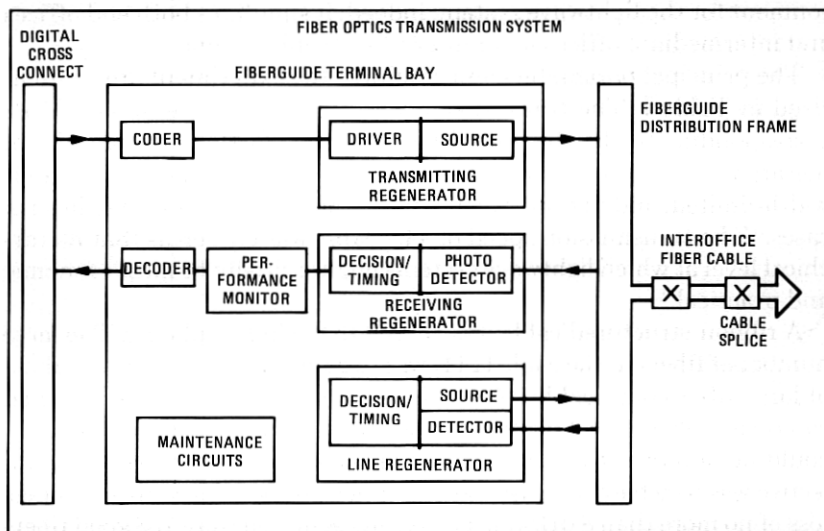 FIBER OPTICS TRANSMISSION SYSTEM
DIGITAL
CROSS
CONNECT
FIBERGUIDE TERMINAL BAY
FIBERGUIDE
DISTRIBUTION FRAME
CODER
DRIVER
SOURCE
TRANSMITTING
REGENERATOR
DECODER
PER-
FORMANCE
MONITOR
DECISION/
TIMING
PHOTO
DETECTOR
RECEIVING
REGENERATOR
INTEROFFICE
FIBER CABLE
X
X
CABLE
SPLICE
DECISION/
TIMING
SOURCE
DETECTOR
LINE REGENERATOR
MAINTENANCE
CIRCUITS